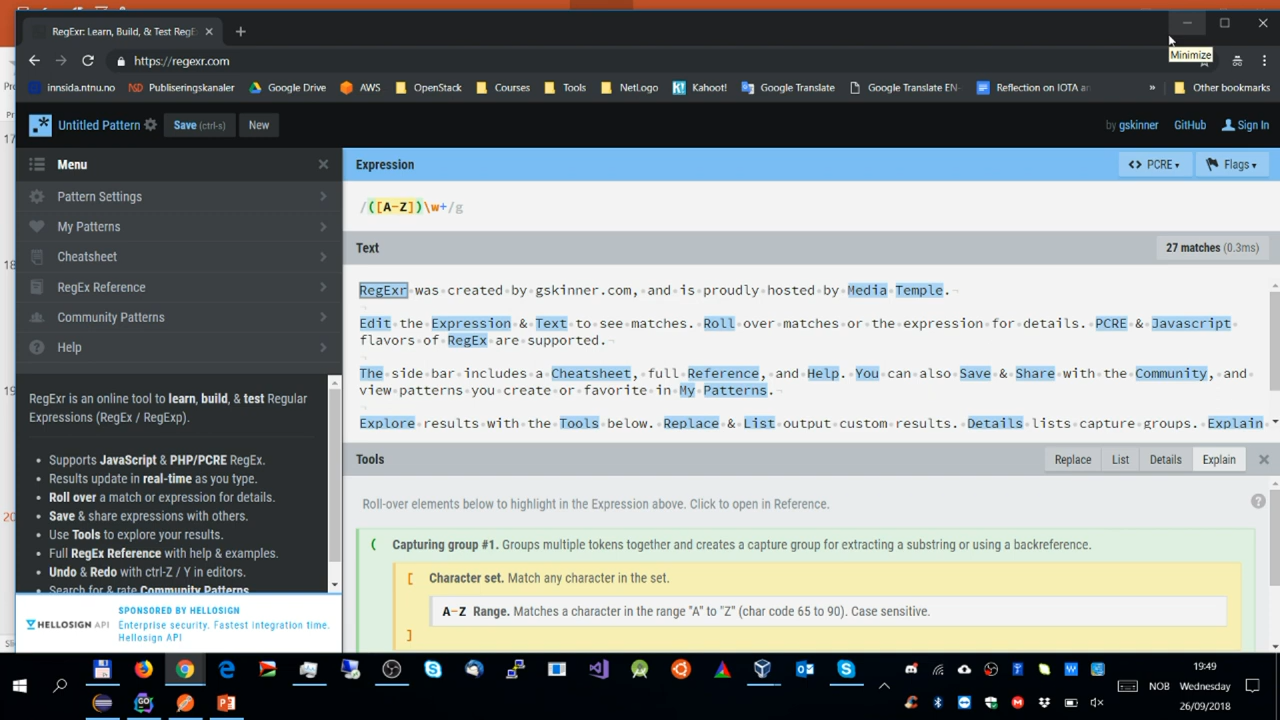 RegExr: Learn, Build, & Test RegE
Minimize
https://regexr.com
innsida.ntnu.no
Publiseringskanaler
Google Drive
AWS
OpenStack
Courses
Tools
NetLogo
Kahoot!
Google Translate
Google Translate EN-
Reflection on IOTA an
»
Other bookmarks
Untitled Pattern
Save (ctrl-s)
New
by gskinner
GitHub
Sign In
Menu
Expression
<> PCRE
Flags
Pattern Settings
My Patterns
Cheatsheet
RegEx Reference
Community Patterns
Help
/([A-Z])\w+/g
Text
27 matches (0.3ms)
RegExr was created by gskinner.com, and is proudly hosted by Media Temple.
Edit the Expression & Text to see matches. Roll over matches or the expression for details. PCRE & Javascript
flavors of RegEx are supported.
The side bar includes a Cheatsheet, full Reference, and Help. You can also Save & Share with the Community, and
view patterns you create or favorite in My Patterns.
Explore results with the Tools below. Replace & List output custom results. Details lists capture groups. Explain
RegExr is an online tool to learn, build, & test Regular
Expressions (RegEx / RegExp).
• Supports JavaScript & PHP/PCRE RegEx.
• Results update in real-time as you type.
• Roll over a match or expression for details.
• Save & share expressions with others.
• Use Tools to explore your results.
• Full RegEx Reference with help & examples.
• Undo & Redo with ctrl-Z / Y in editors.
• Search for & rate Community Patterns
HELLOSIGN API
SPONSORED BY HELLOSIGN
Enterprise security. Fastest integration time.
Hellosign API
Tools
Replace
List
Details
Explain
Roll-over elements below to highlight in the Expression above. Click to open in Reference.
( Capturing group #1. Groups multiple tokens together and creates a capture group for extracting a substring or using a backreference.
[ Character set. Match any character in the set.
A-Z Range. Matches a character in the range "A" to "Z" (char code 65 to 90). Case sensitive.
]
17
18
19
20
19:49
NOB
Wednesday
26/09/2018